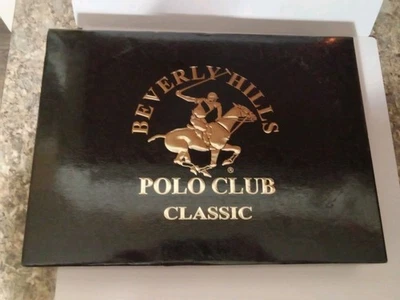 BEVERLY HILLS
®
POLO CLUB
CLASSIC